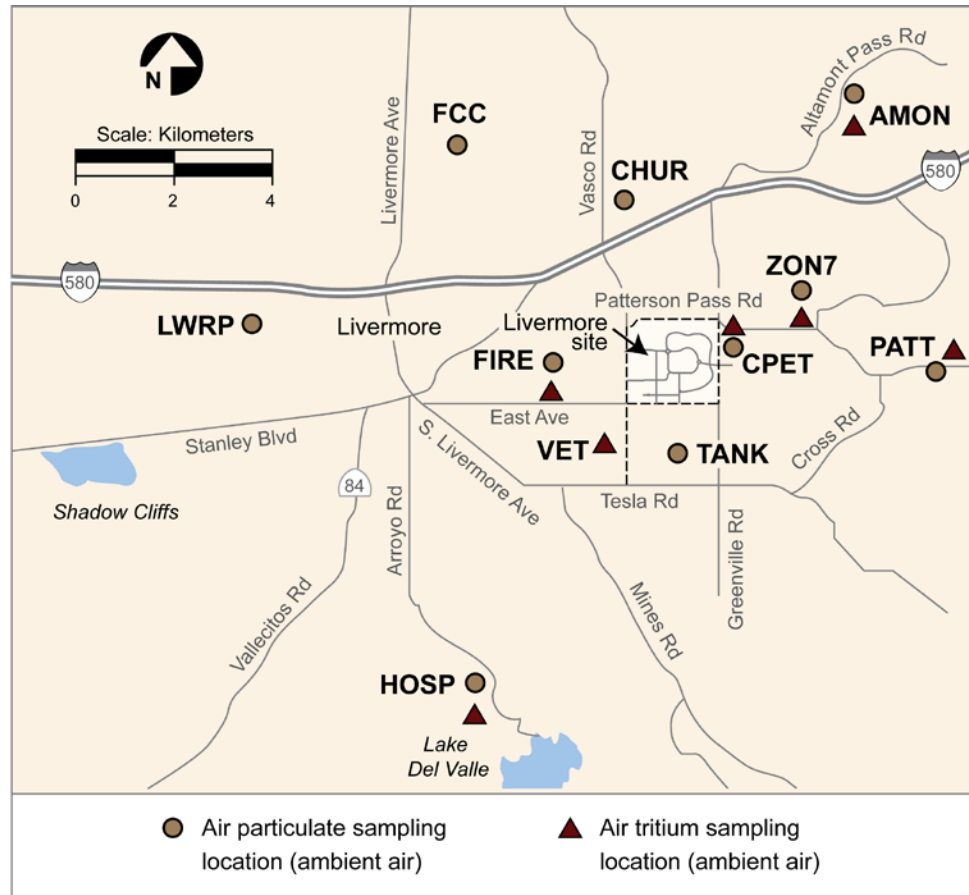 Altamont Pass Rd
N
FCC
AMON
Scale: Kilometers
0 2 4
Livermore Ave
Vasco Rd
CHUR
580
580
ZON7
Patterson Pass Rd
LWRP
Livermore
Livermore
site
FIRE
CPET
PATT
East Ave
Stanley Blvd
S. Livermore Ave
VET
TANK
Cross Rd
84
Shadow Cliffs
Tesla Rd
Arroyo Rd
Greenville Rd
Vallecitos Rd
Mines Rd
HOSP
Lake
Del Valle
Air particulate sampling
location (ambient air)
Air tritium sampling
location (ambient air)